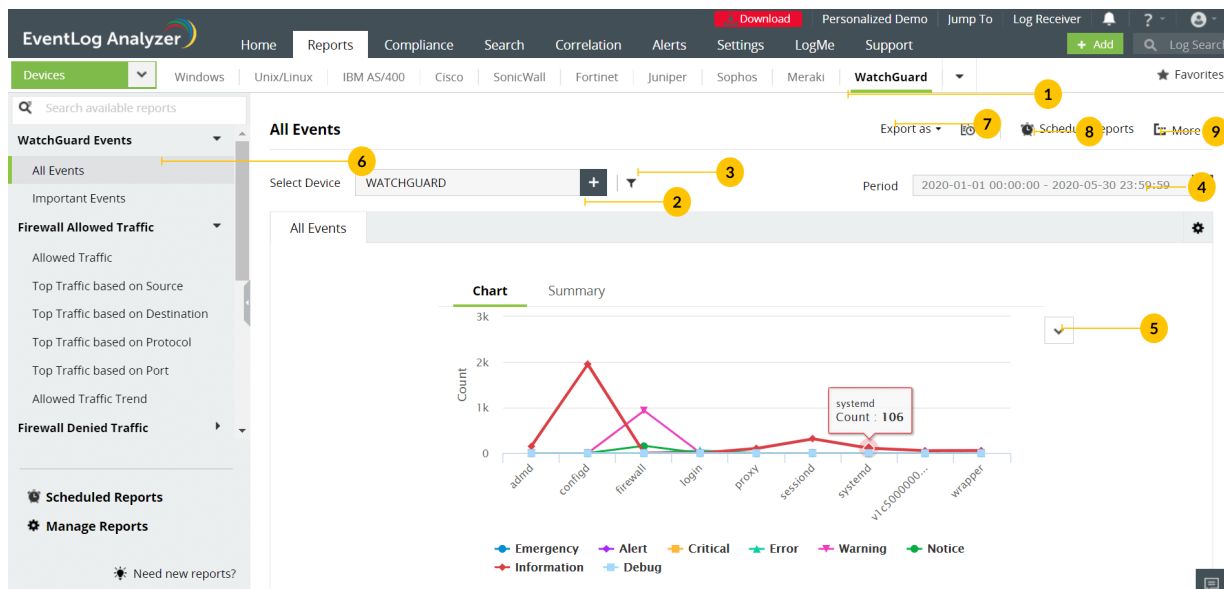 Download Personalized Demo Jump To Log Receiver ?
EventLog Analyzer
Home Reports Compliance Search Correlation Alerts Settings LogMe Support + Add Log Search
Devices Windows Unix/Linux IBM AS/400 Cisco SonicWall Fortinet Juniper Sophos Meraki WatchGuard Favorites
1
Search available reports
WatchGuard Events
All Events
Important Events
Firewall Allowed Traffic
Allowed Traffic
Top Traffic based on Source
Top Traffic based on Destination
Top Traffic based on Protocol
Top Traffic based on Port
Allowed Traffic Trend
Firewall Denied Traffic
Scheduled Reports
Manage Reports
Need new reports?
6
All Events
Export as 7 8 More 9
Select Device WATCHGUARD + 3
2
Period 2020-01-01 00:00:00 - 2020-05-30 23:59:59 4
All Events
Chart Summary
5
3k
2k
1k
0
Count
systemd
Count : 106
admd configd firewall login proxy sessiond systemd v1c5000000... wrapper
Emergency Alert Critical Error Warning Notice
Information Debug